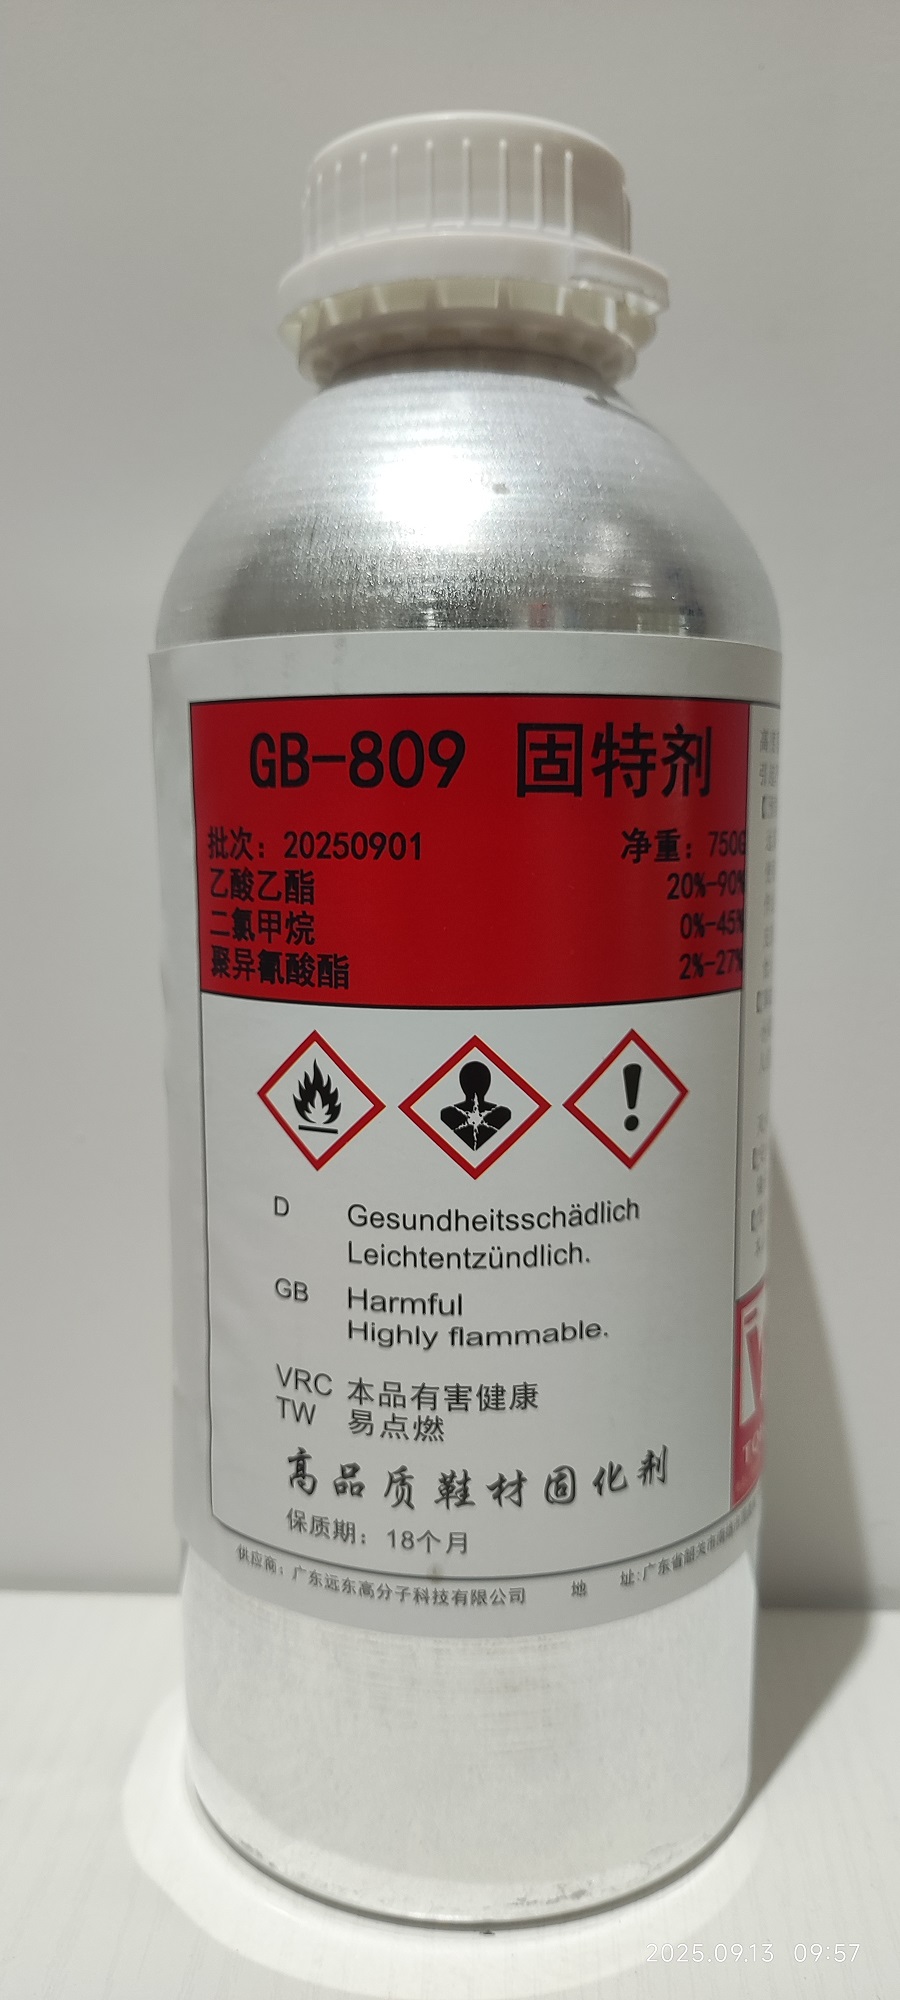 GB-809 固特剂
批次：20250901 净重：750G
乙酸乙酯 20%-90%
二氯甲烷 0%-45%
聚异氰酸酯 2%-27%
D Gesundheitsschädlich
Leichtentzündlich.
GB Harmful
Highly flammable.
VRC 本品有害健康
TW 易点燃
高品质鞋材固化剂
保质期：18个月
供应商：广东远东高分子科技有限公司 地 址:广东省韶关市
2025.09.13 09:57